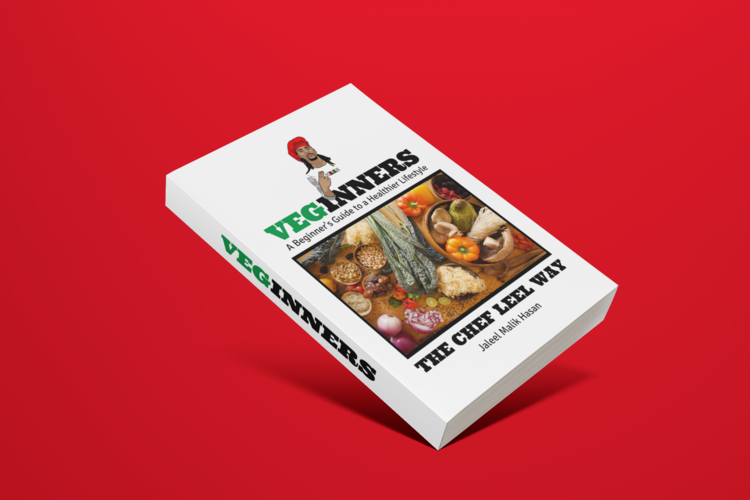 VEGINNERS
A Beginner's Guide to a Healthier Lifestyle
THE CHEF LEEL WAY
Jaleel Malik Hasan
VEGINNERS